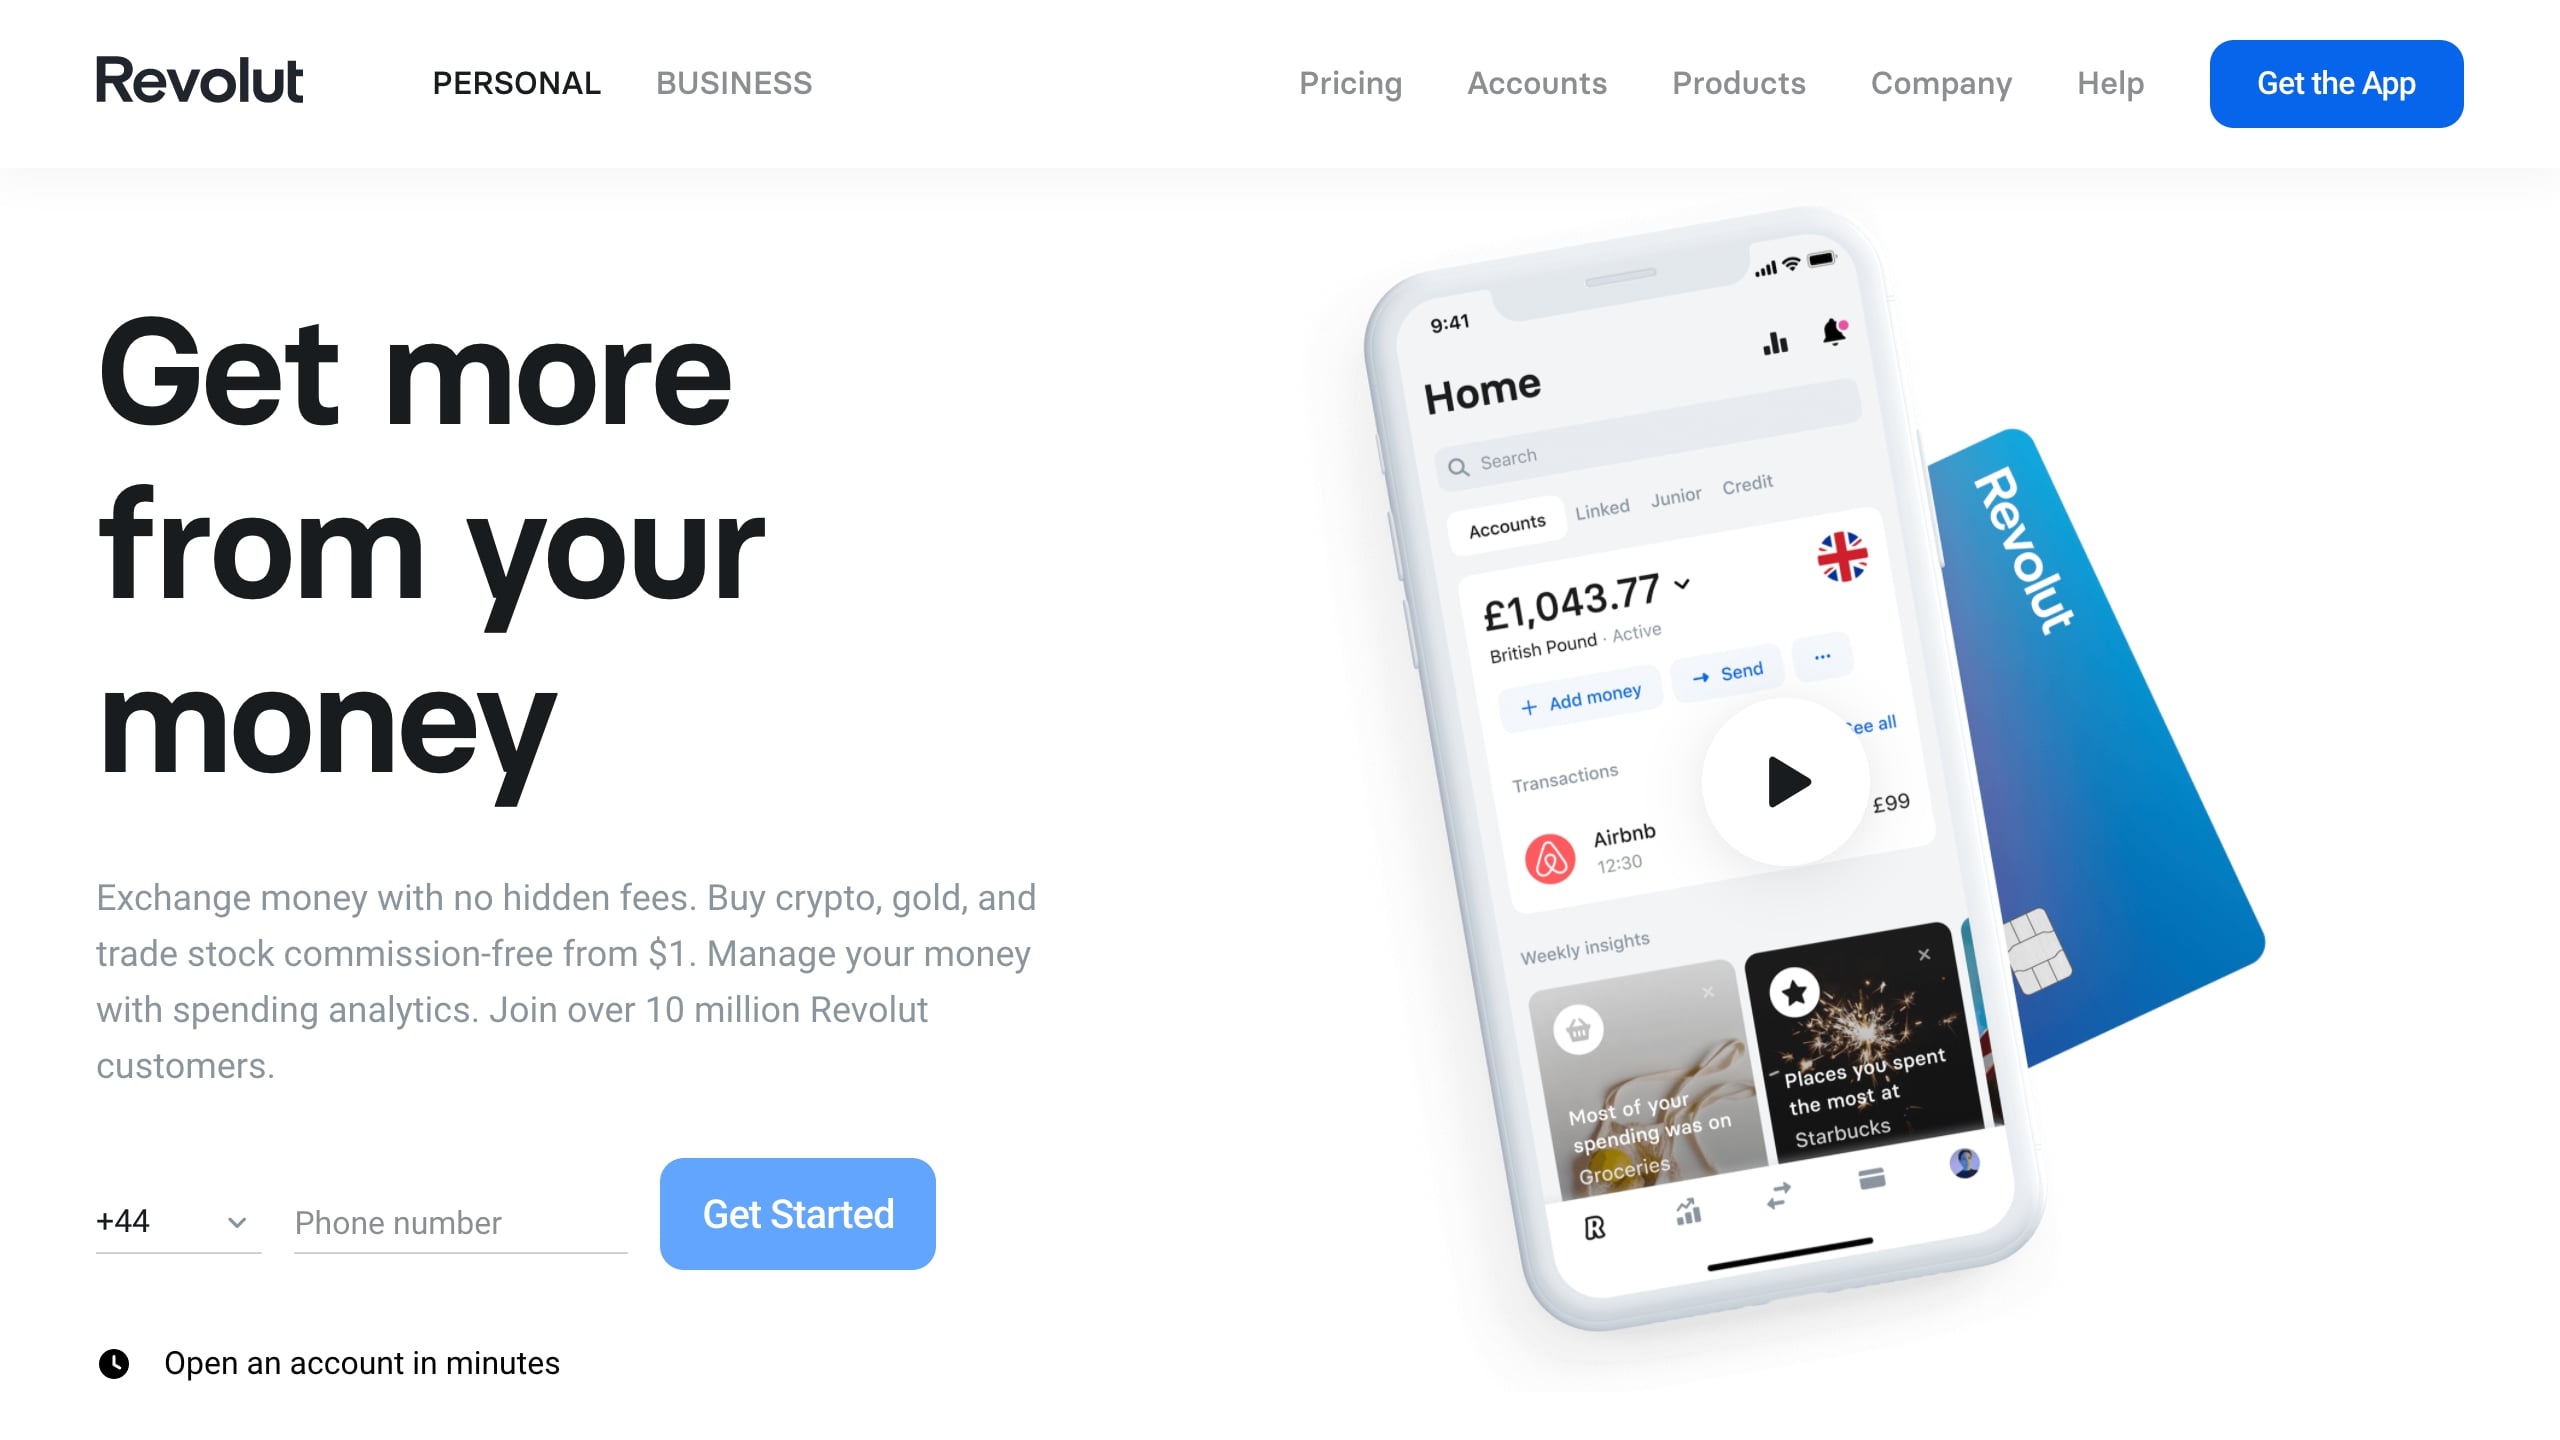 Revolut
PERSONAL
BUSINESS
Pricing
Accounts
Products
Company
Help
Get the App
Get more
from your
money
Exchange money with no hidden fees. Buy crypto, gold, and
trade stock commission-free from $1. Manage your money
with spending analytics. Join over 10 million Revolut
customers.
+44
Phone number
Get Started
Open an account in minutes
9:41
Home
Search
Accounts
Linked
Junior
Credit
£1,043.77
British Pound · Active
+ Add money
→ Send
...
Transactions
See all
Airbnb
£99
12:30
Weekly insights
Most of your
spending was on
Groceries
Places you spent
the most at
Starbucks
R
Revolut